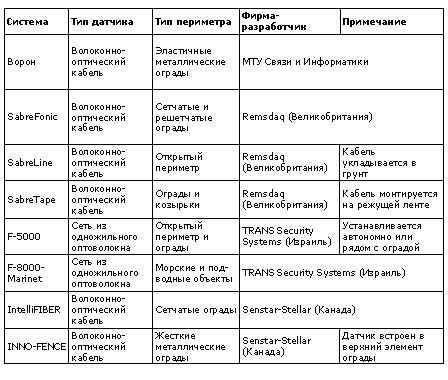 Система Тип датчика Тип периметра Фирма-разработчик Примечание
Ворон Волоконно-оптический кабель Эластичные металлические ограды МТУ Связи и Информатики
SabreFonic Волоконно-оптический кабель Сетчатые и решетчатые ограды Remsdaq (Великобритания)
SabreLine Волоконно-оптический кабель Открытый периметр Remsdaq (Великобритания) Кабель укладывается в грунт
SabreTape Волоконно-оптический кабель Ограды и козырьки Remsdaq (Великобритания) Кабель монтируется на режущей ленте
F-5000 Сеть из одножильного оптоволокна Открытый периметр и ограды TRANS Security Systems (Израиль) Устанавливается автономно или рядом с оградой
F-8000-Marinet Сеть из одножильного оптоволокна Морские и под-водные объекты TRANS Security Systems (Израиль)
IntelliFIBER Волоконно-оптический кабель Сетчатые ограды Senstar-Stellar (Канада)
INNO-FENCE Волоконно-оптический кабель Жесткие металлические ограды Senstar-Stellar (Канада) Датчик встроен в верхний элемент ограды